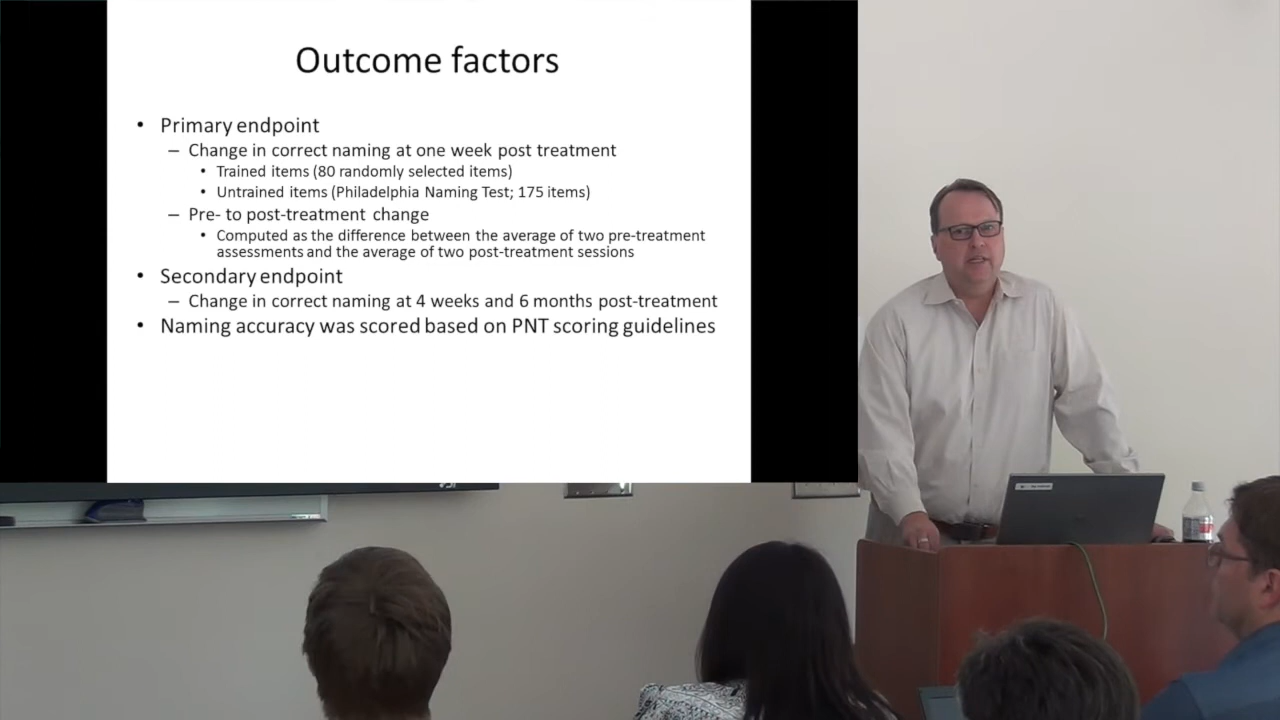 Outcome factors
• Primary endpoint
– Change in correct naming at one week post treatment
• Trained items (80 randomly selected items)
• Untrained items (Philadelphia Naming Test; 175 items)
– Pre- to post-treatment change
• Computed as the difference between the average of two pre-treatment
assessments and the average of two post-treatment sessions
• Secondary endpoint
– Change in correct naming at 4 weeks and 6 months post-treatment
• Naming accuracy was scored based on PNT scoring guidelines